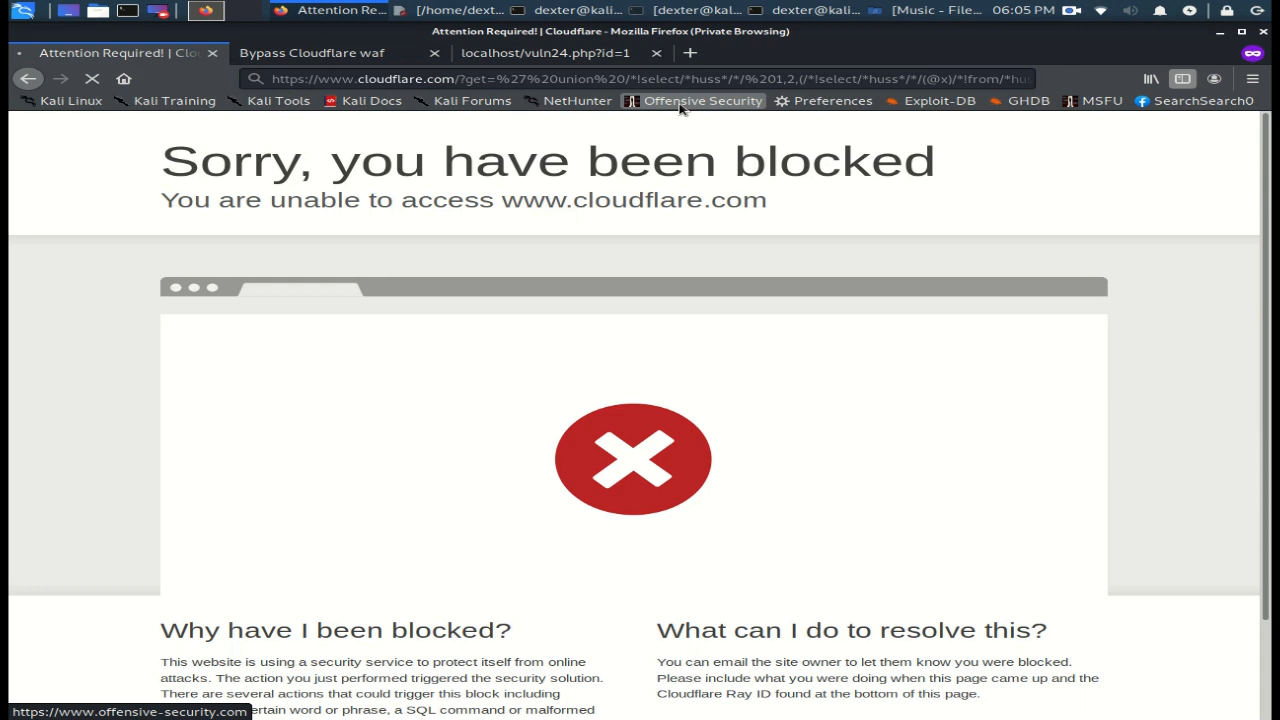 Attention Re...
[/home/dext...
dexter@kali...
[dexter@kal...
dexter@kali...
[Music - File...
06:05 PM
Attention Required! | Cloudflare - Mozilla Firefox (Private Browsing)
Attention Required! | Clou
Bypass Cloudflare waf
localhost/vuln24.php?id=1
https://www.cloudflare.com/?get=%27%20union%20/*!select/*huss*/*/%201,2,(/*!select/*huss*/*/(@x)/*!from/*hus
Kali Linux
Kali Training
Kali Tools
Kali Docs
Kali Forums
NetHunter
Offensive Security
Preferences
Exploit-DB
GHDB
MSFU
SearchSearch0
Sorry, you have been blocked
You are unable to access www.cloudflare.com
Why have I been blocked?
This website is using a security service to protect itself from online
attacks. The action you just performed triggered the security solution.
There are several actions that could trigger this block including
ertain word or phrase, a SQL command or malformed
What can I do to resolve this?
You can email the site owner to let them know you were blocked.
Please include what you were doing when this page came up and the
Cloudflare Ray ID found at the bottom of this page.
https://www.offensive-security.com